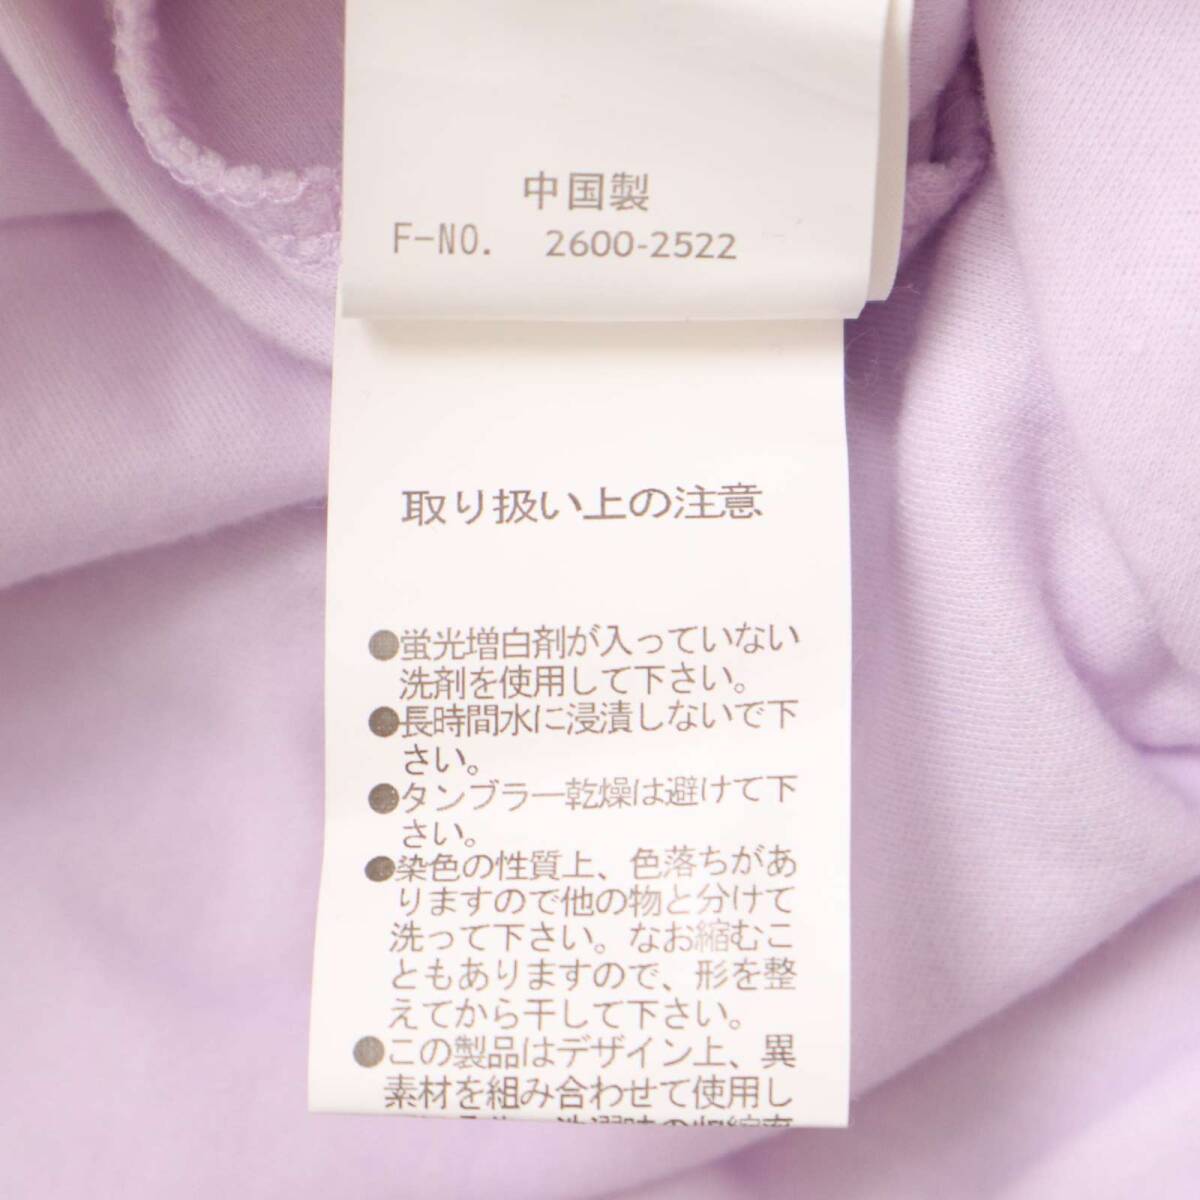 中国製
F-NO. 2600-2522
取り扱い上の注意
●蛍光増白剤が入っていない
洗剤を使用して下さい。
●長時間水に浸漬しないで下
さい。
●タンブラー乾燥は避けて下
さい。
●染色の性質上、色落ちがあ
りますので他の物と分けて
洗って下さい。なお縮むこ
ともありますので、形を整
えてから干して下さい。
●この製品はデザイン上、異
素材を組み合わせて使用し